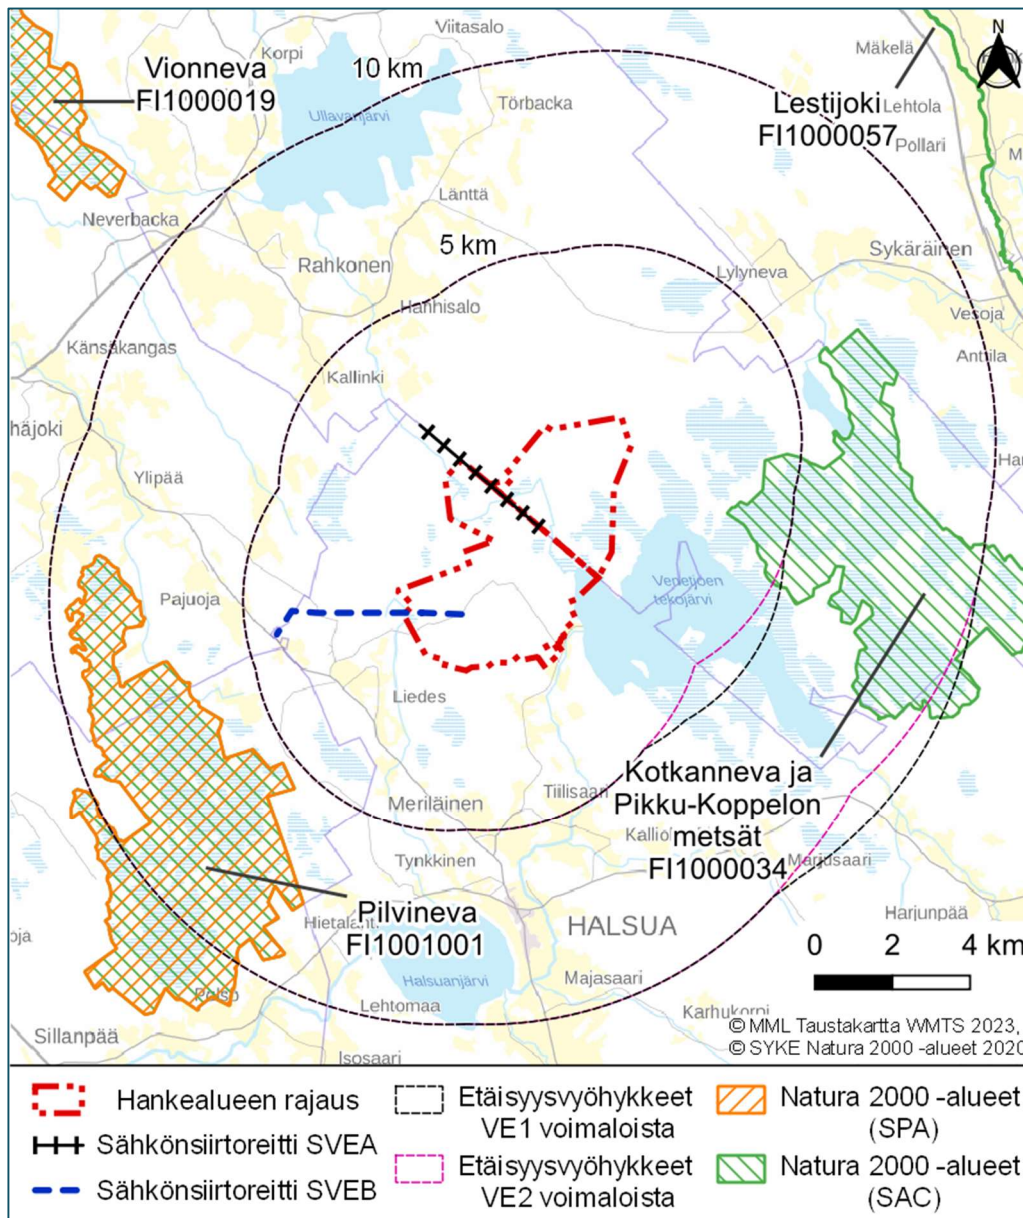 Viitasalo
Korpi
Mäkelä
N
Vionneva
FI1000019
10 km
Ullavanjärvi
Törbacka
Lestijoki
FI1000057
Lehtola
Pollari
Länttä
Neverbacka
5 km
Rahkonen
Sykäräinen
Lylyneva
Hanhisalo
Vesoja
Känsäkangas
Anttila
Kallinki
häjoki
Ylipää
Venetjoen
tekojärvi
Pajuoja
Liedes
Kotkanneva ja
Pikku-Koppelon
metsät
FI1000034
Tiilisaari
Meriläinen
Marjusaari
Tynkkinen
Pilvineva
FI1001001
HALSUA
Harjunpää
0 2 4 km
Halsuanjärvi
Majasaari
Lehtomaa
Karhukorpi
Sillanpää
Isosaari
© MML Taustakartta WMTS 2023,
© SYKE Natura 2000 -alueet 2020
Hankealueen rajaus
Sähkönsiirtoreitti SVEA
Sähkönsiirtoreitti SVEB
Etäisyysvyöhykkeet
VE1 voimaloista
Etäisyysvyöhykkeet
VE2 voimaloista
Natura 2000 -alueet
(SPA)
Natura 2000 -alueet
(SAC)